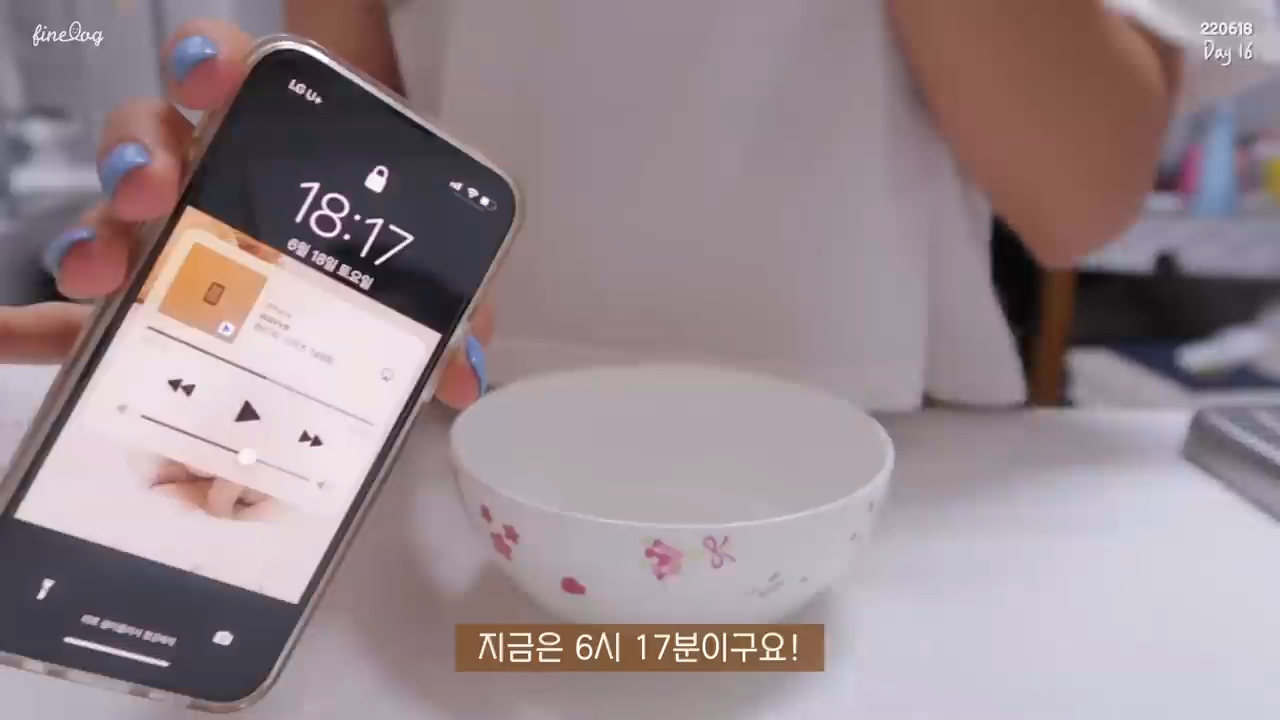 finelog
220618
Day 16
LG U+
18:17
6월 18일 토요일
지금은 6시 17분이구요!